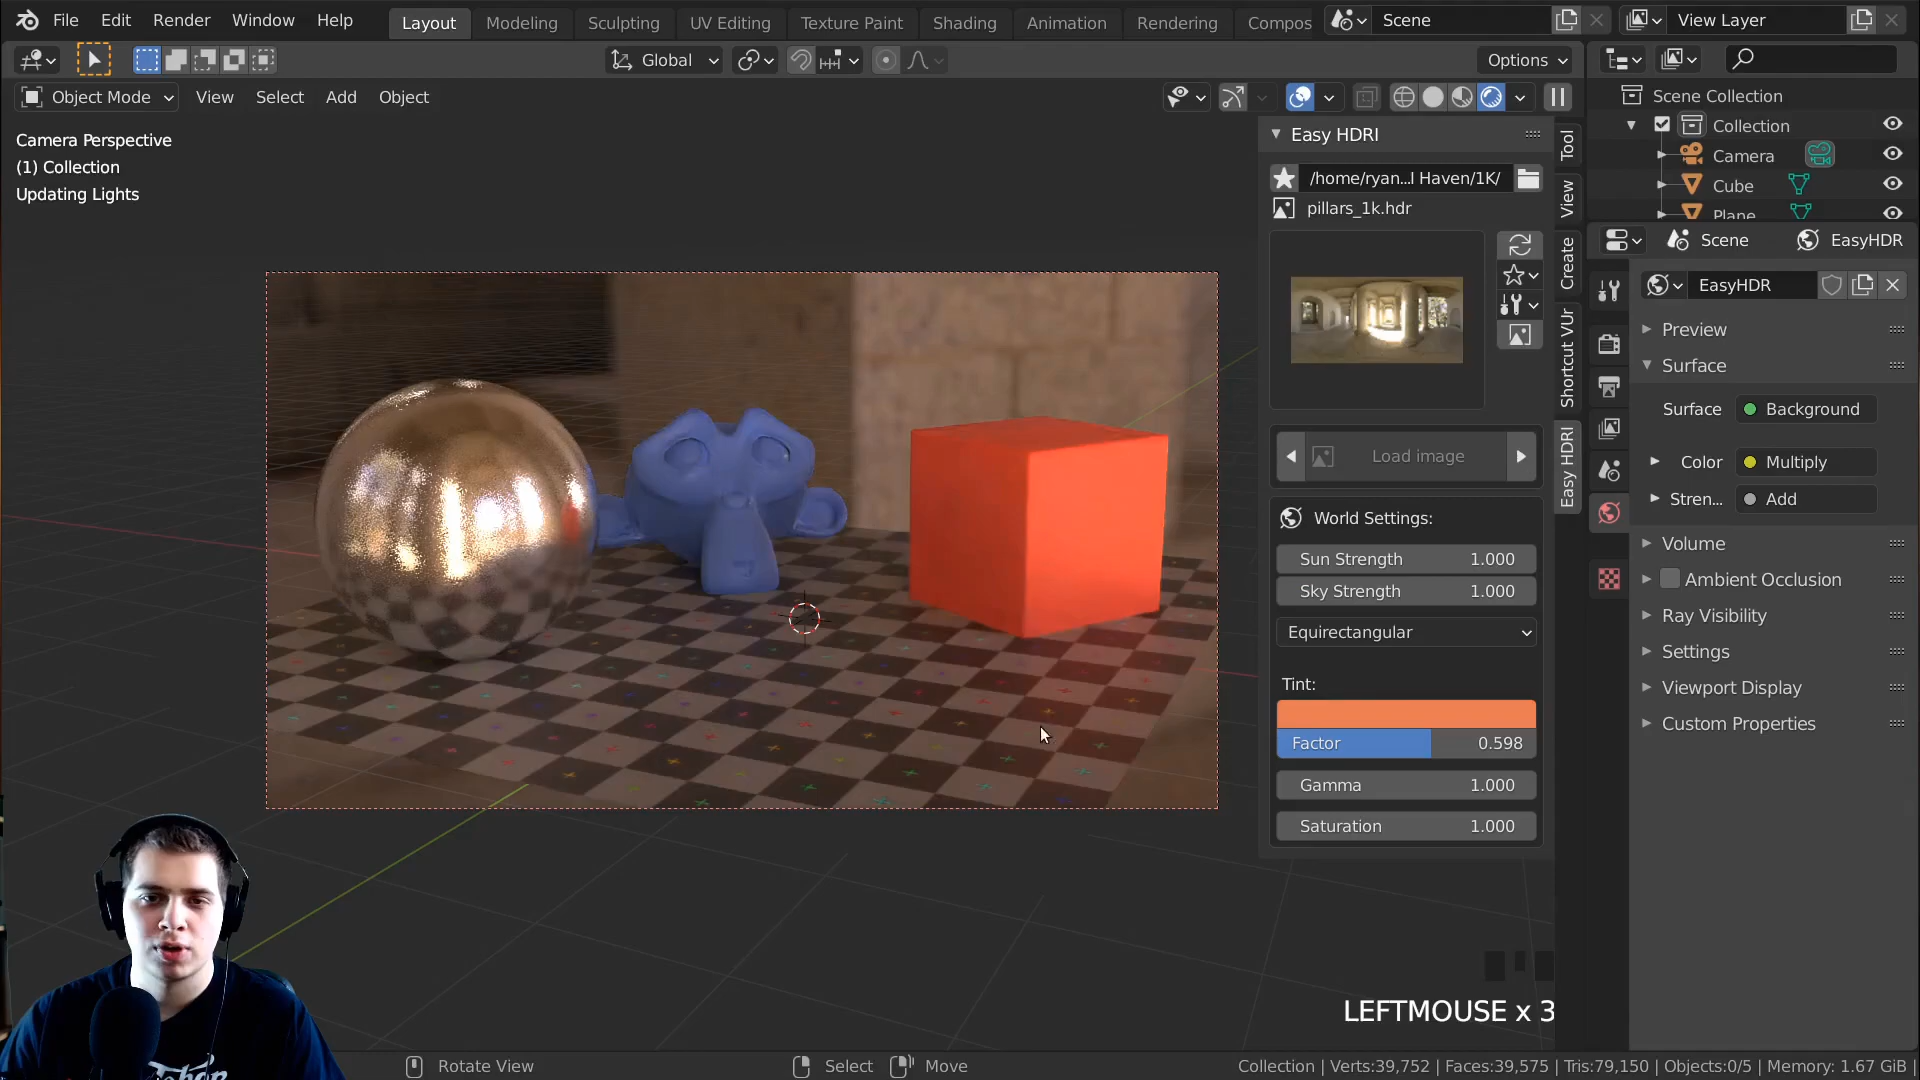 File Edit Render Window Help Layout Modeling Sculpting UV Editing Texture Paint Shading Animation Rendering Compos Scene View Layer
Global Options
Object Mode View Select Add Object
Camera Perspective
(1) Collection
Updating Lights
Easy HDRI
/home/ryan...l Haven/1K/
pillars_1k.hdr
Load image
World Settings:
Sun Strength 1.000
Sky Strength 1.000
Equirectangular
Tint:
Factor 0.598
Gamma 1.000
Saturation 1.000
Tool
View
Create
Shortcut VUr
Easy HDRI
Scene Collection
Collection
Camera
Cube
Plane
Scene EasyHDR
EasyHDR
Preview
Surface
Surface Background
Color Multiply
Stren... Add
Volume
Ambient Occlusion
Ray Visibility
Settings
Viewport Display
Custom Properties
LEFTMOUSE x 3
Rotate View Select Move Collection | Verts:39,752 | Faces:39,575 | Tris:79,150 | Objects:0/5 | Memory: 1.67 GiB |